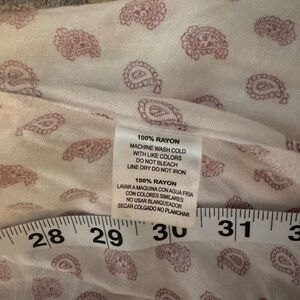 100% RAYON
MACHINE WASH COLD
WITH LIKE COLORS
DO NOT BLEACH
LINE DRY DO NOT IRON
100% RAYON
LAVAR A MAQUINA CON AGUA FRIA
CON COLORES SIMILARES
NO USAR BLANQUEADOR
SECAR COLGADO NO PLANCHAR
28 29 30 31 3